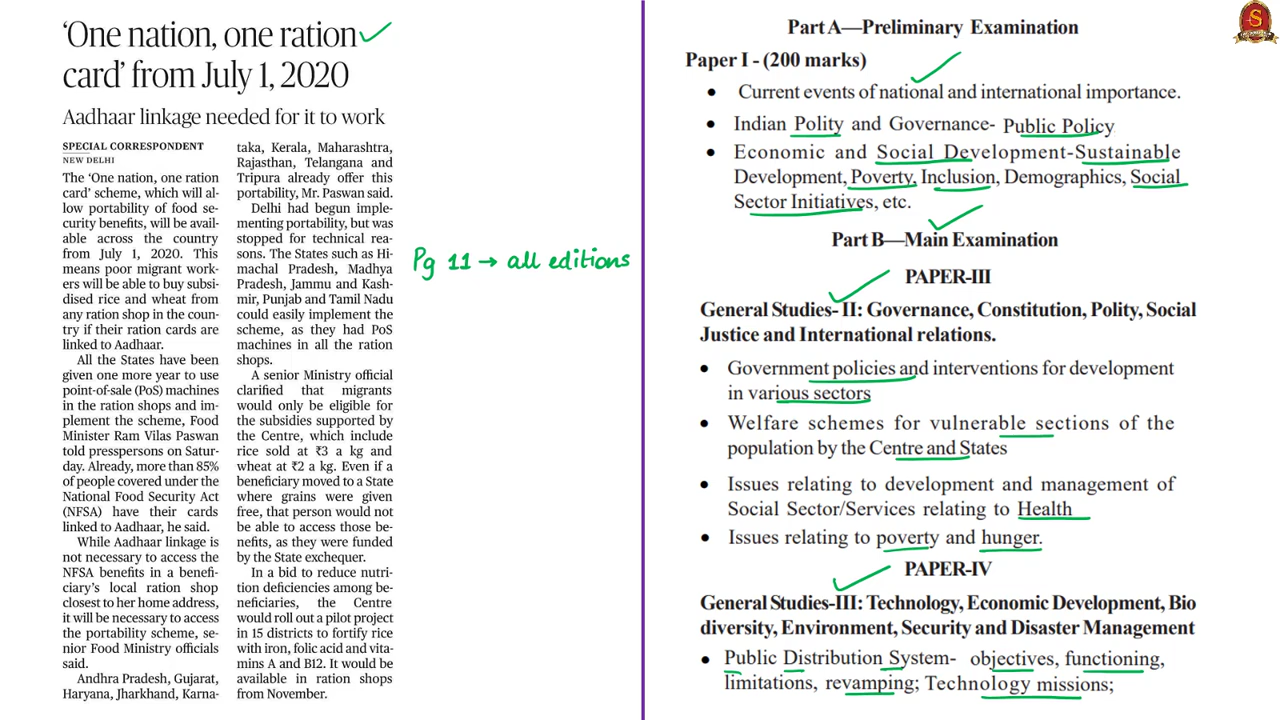 ‘One nation, one ration
card’ from July 1, 2020
Aadhaar linkage needed for it to work
SPECIAL CORRESPONDENT
NEW DELHI
The ‘One nation, one ration
card’ scheme, which will al-
low portability of food se-
curity benefits, will be avail-
able across the country
from July 1, 2020. This
means poor migrant work-
ers will be able to buy subsi-
dised rice and wheat from
any ration shop in the coun-
try if their ration cards are
linked to Aadhaar.
All the States have been
given one more year to use
point-of-sale (PoS) machines
in the ration shops and im-
plement the scheme, Food
Minister Ram Vilas Paswan
told presspersons on Satur-
day. Already, more than 85%
of people covered under the
National Food Security Act
(NFSA) have their cards
linked to Aadhaar, he said.
While Aadhaar linkage is
not necessary to access the
NFSA benefits in a benefi-
ciary’s local ration shop
closest to her home address,
it will be necessary to access
the portability scheme, se-
nior Food Ministry officials
said.
Andhra Pradesh, Gujarat,
Haryana, Jharkhand, Karna-
taka, Kerala, Maharashtra,
Rajasthan, Telangana and
Tripura already offer this
portability, Mr. Paswan said.
Delhi had begun imple-
menting portability, but was
stopped for technical rea-
sons. The States such as Hi-
machal Pradesh, Madhya
Pradesh, Jammu and Kash-
mir, Punjab and Tamil Nadu
could easily implement the
scheme, as they had PoS
machines in all the ration
shops.
A senior Ministry official
clarified that migrants
would only be eligible for
the subsidies supported by
the Centre, which include
rice sold at ₹3 a kg and
wheat at ₹2 a kg. Even if a
beneficiary moved to a State
where grains were given
free, that person would not
be able to access those be-
nefits, as they were funded
by the State exchequer.
In a bid to reduce nutri-
tion deficiencies among be-
neficiaries, the Centre
would roll out a pilot project
in 15 districts to fortify rice
with iron, folic acid and vita-
mins A and B12. It would be
available in ration shops
from November.
Pg 11 → all editions
Part A—Preliminary Examination
Paper I - (200 marks)
• Current events of national and international importance.
• Indian Polity and Governance- Public Policy
• Economic and Social Development-Sustainable
Development, Poverty, Inclusion, Demographics, Social
Sector Initiatives, etc.
Part B—Main Examination
PAPER-III
General Studies- II: Governance, Constitution, Polity, Social
Justice and International relations.
• Government policies and interventions for development
in various sectors
• Welfare schemes for vulnerable sections of the
population by the Centre and States
• Issues relating to development and management of
Social Sector/Services relating to Health
• Issues relating to poverty and hunger.
PAPER-IV
General Studies-III: Technology, Economic Development, Bio
diversity, Environment, Security and Disaster Management
• Public Distribution System- objectives, functioning,
limitations, revamping; Technology missions;